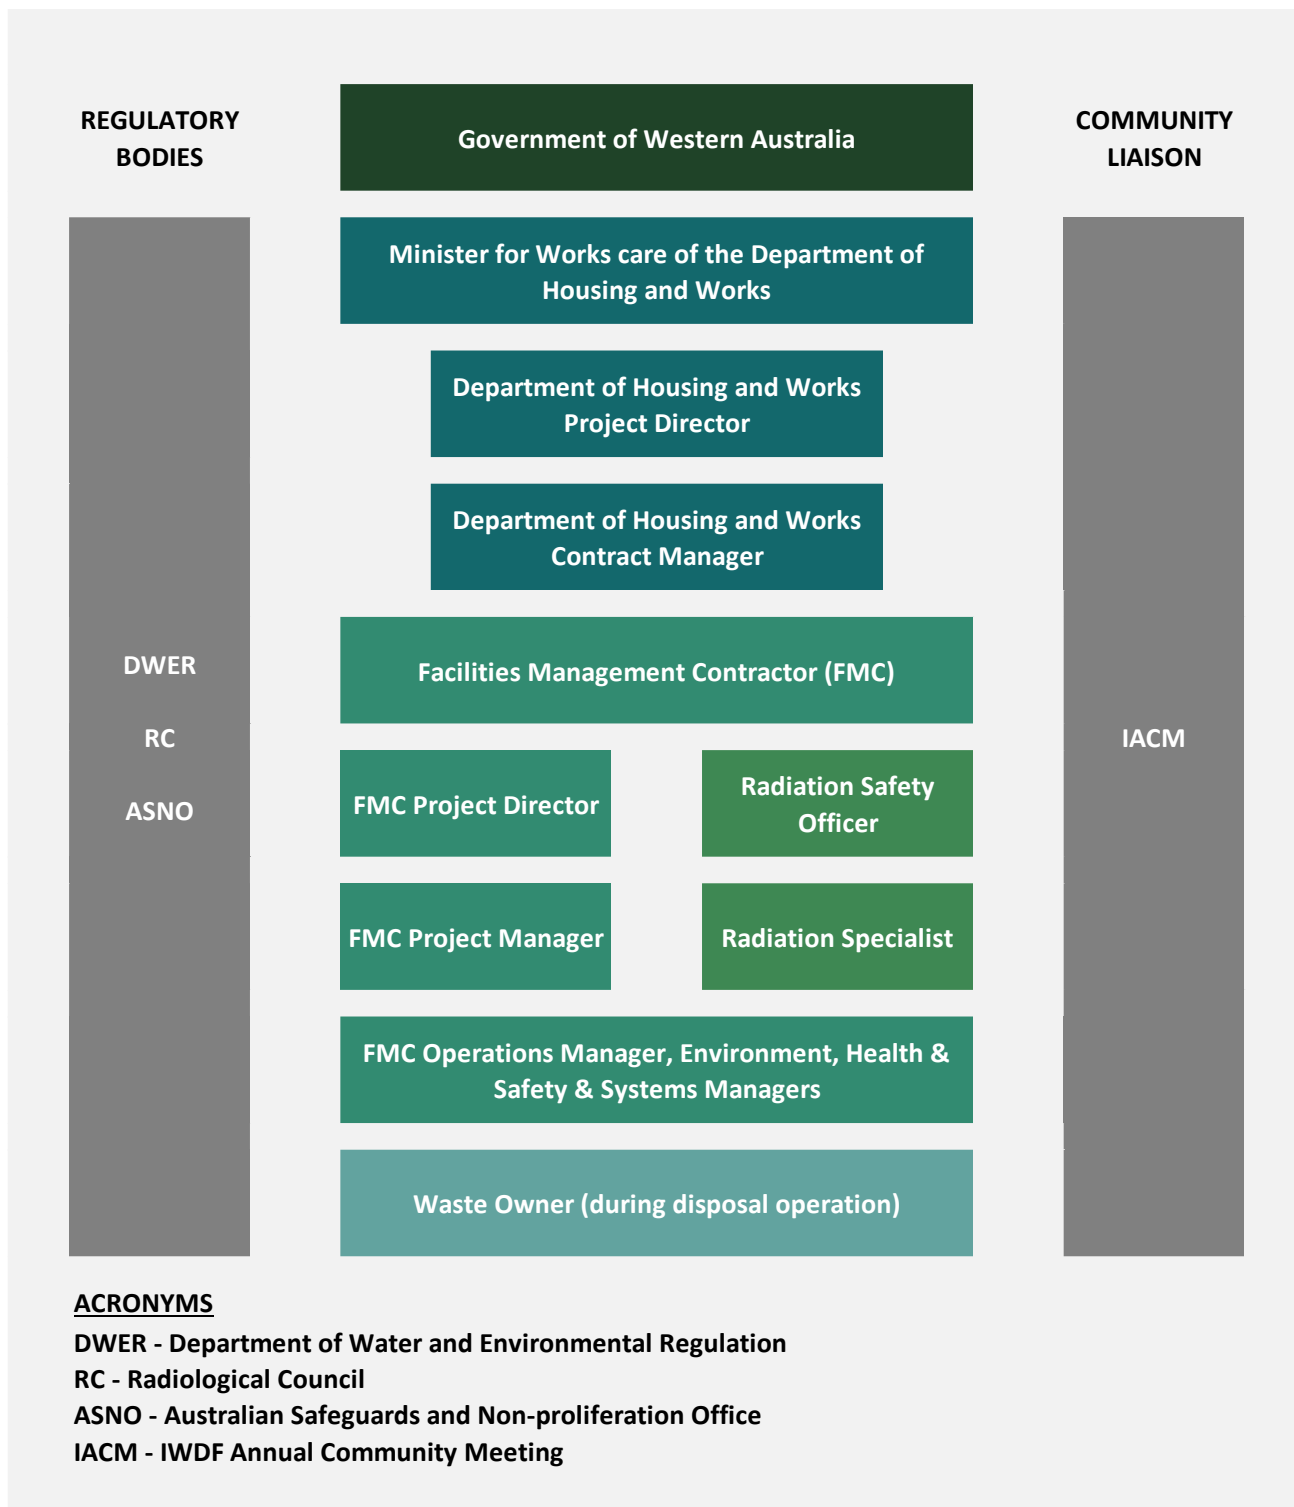 REGULATORY
BODIES
Government of Western Australia
COMMUNITY
LIAISON
Minister for Works care of the Department of
Housing and Works
Department of Housing and Works
Project Director
Department of Housing and Works
Contract Manager
DWER
RC
ASNO
Facilities Management Contractor (FMC)
IACM
FMC Project Director
Radiation Safety
Officer
FMC Project Manager
Radiation Specialist
FMC Operations Manager, Environment, Health &
Safety & Systems Managers
Waste Owner (during disposal operation)
ACRONYMS
DWER - Department of Water and Environmental Regulation
RC - Radiological Council
ASNO - Australian Safeguards and Non-proliferation Office
IACM - IWDF Annual Community Meeting